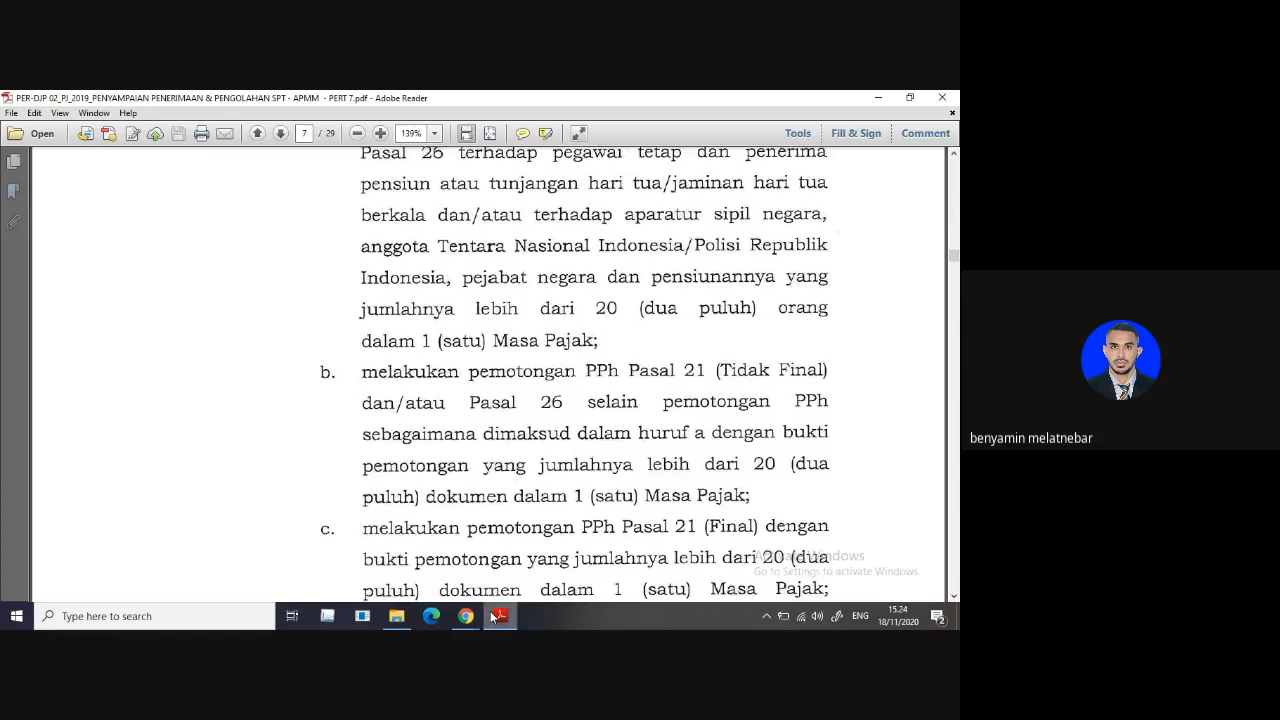 PER-DJP 02_PJ_2019_PENYAMPAIAN PENERIMAAN & PENGOLAHAN SPT - APMM - PERT 7.pdf - Adobe Reader
File Edit View Window Help
Open 7 / 29 139% Tools Fill & Sign Comment
Pasal 26 terhadap pegawai tetap dan penerima
pensiun atau tunjangan hari tua/jaminan hari tua
berkala dan/atau terhadap aparatur sipil negara,
anggota Tentara Nasional Indonesia/Polisi Republik
Indonesia, pejabat negara dan pensiunannya yang
jumlahnya lebih dari 20 (dua puluh) orang
dalam 1 (satu) Masa Pajak;
b. melakukan pemotongan PPh Pasal 21 (Tidak Final)
dan/atau Pasal 26 selain pemotongan PPh
sebagaimana dimaksud dalam huruf a dengan bukti
pemotongan yang jumlahnya lebih dari 20 (dua
puluh) dokumen dalam 1 (satu) Masa Pajak;
c. melakukan pemotongan PPh Pasal 21 (Final) dengan
bukti pemotongan yang jumlahnya lebih dari 20 (dua
puluh) dokumen dalam 1 (satu) Masa Pajak;
Activate Windows
Go to Settings to activate Windows.
benyamin melatnebar
Type here to search
ENG
15.24
18/11/2020
2